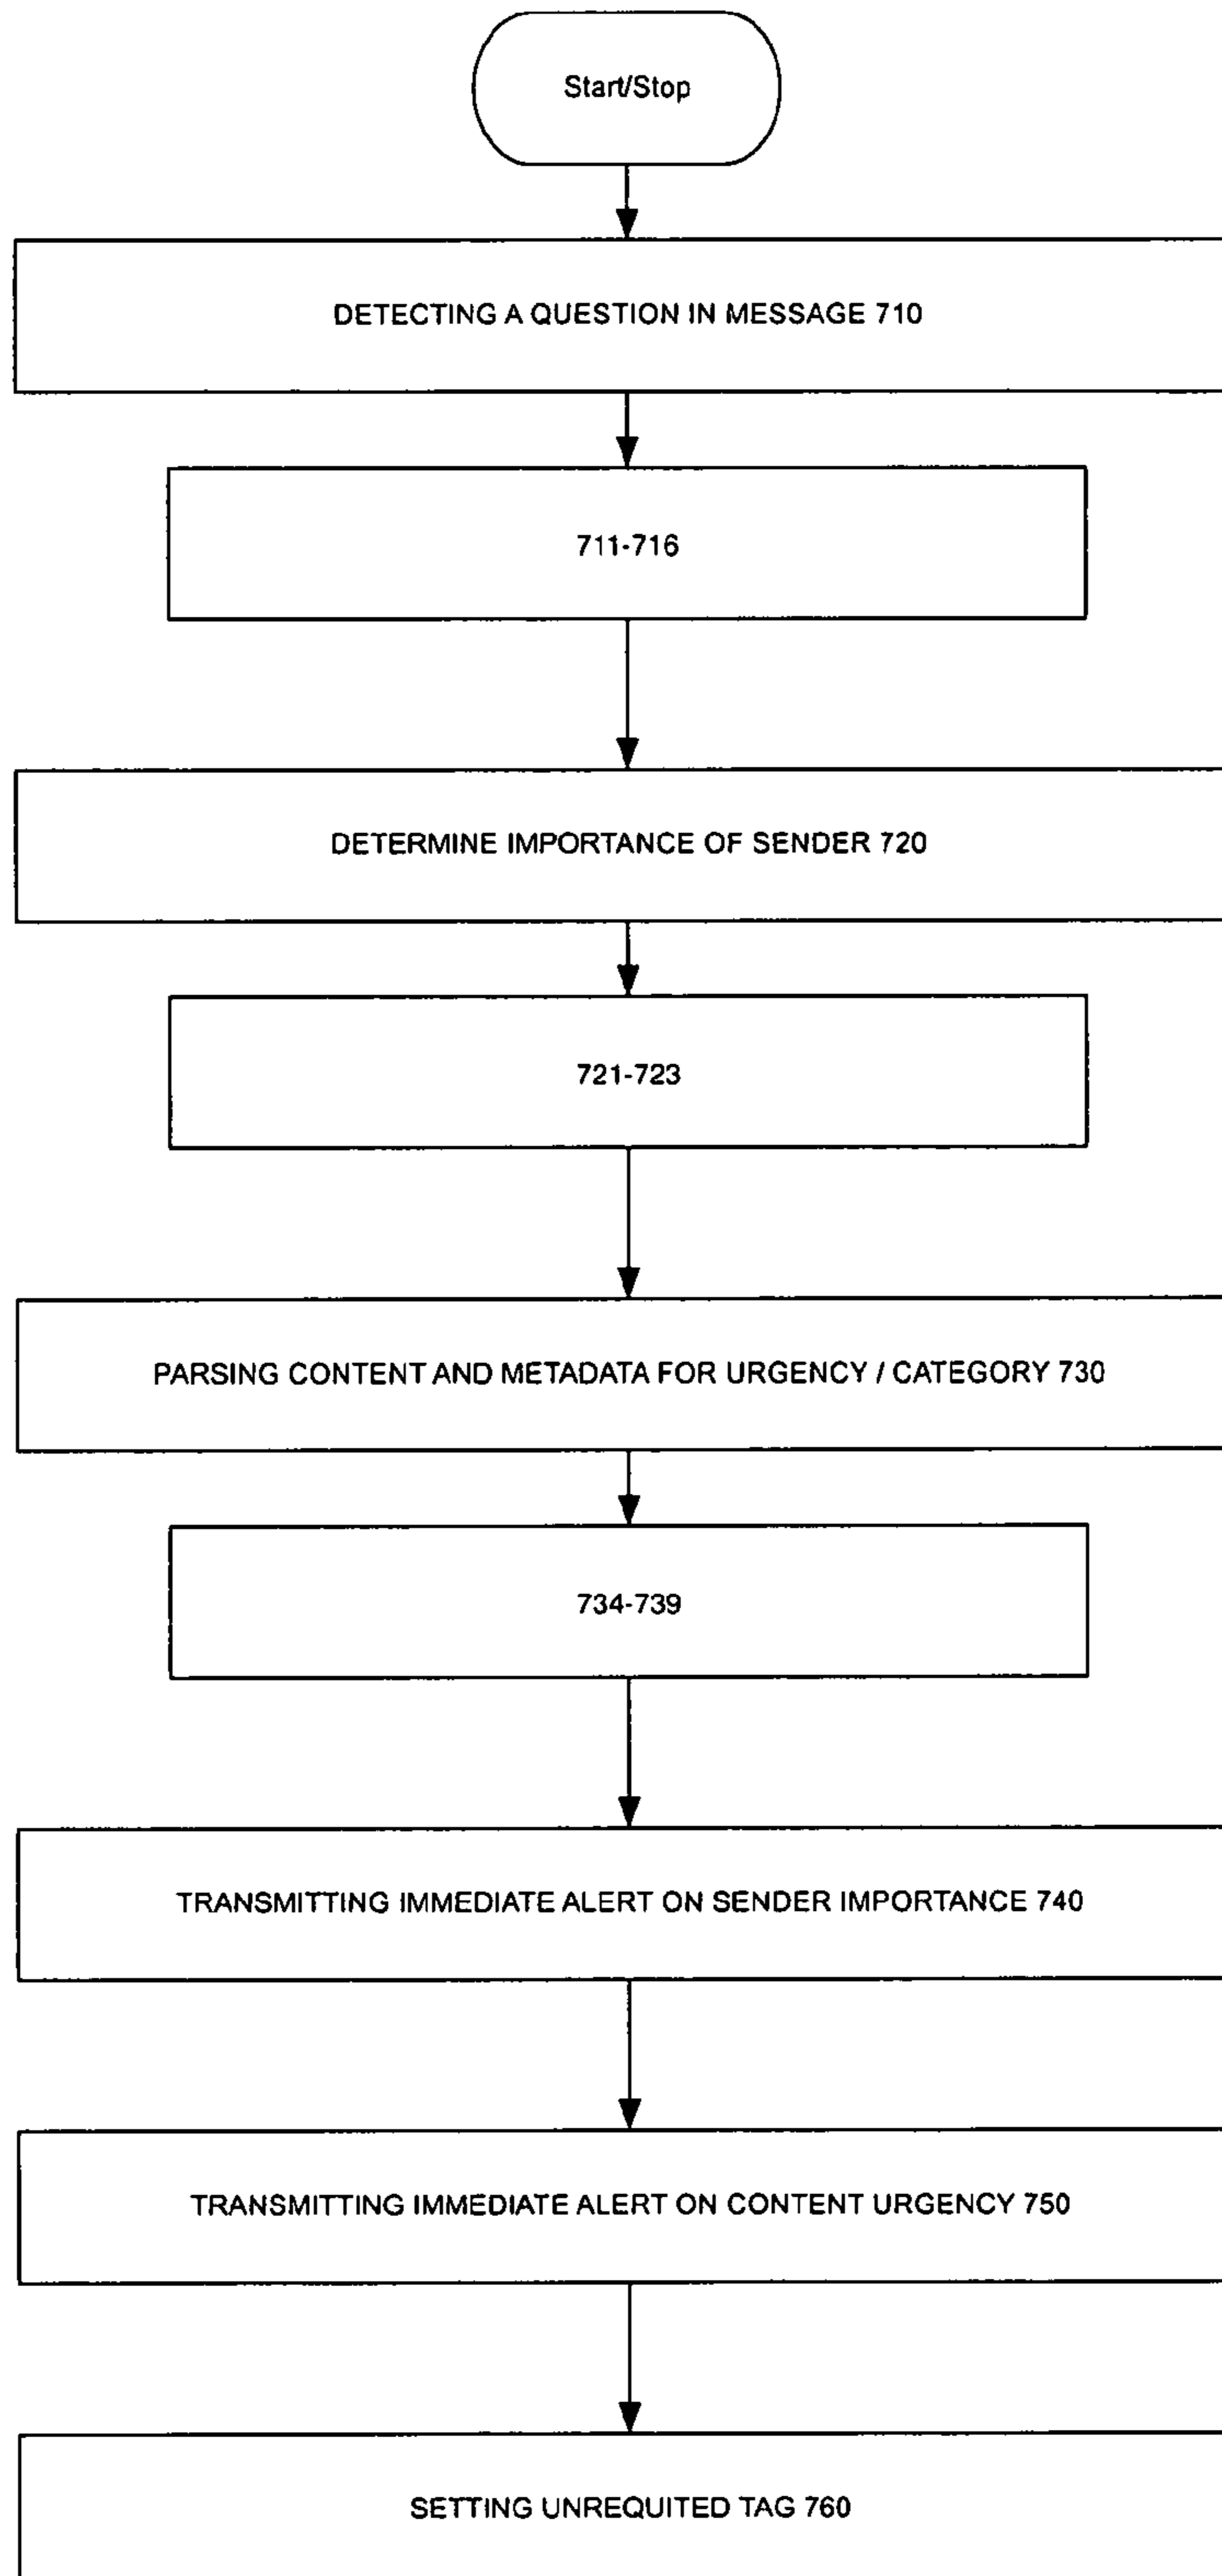 Start/Stop
DETECTING A QUESTION IN MESSAGE 710
711-716
DETERMINE IMPORTANCE OF SENDER 720
721-723
PARSING CONTENT AND METADATA FOR URGENCY / CATEGORY 730
734-739
TRANSMITTING IMMEDIATE ALERT ON SENDER IMPORTANCE 740
TRANSMITTING IMMEDIATE ALERT ON CONTENT URGENCY 750
SETTING UNREQUITED TAG 760